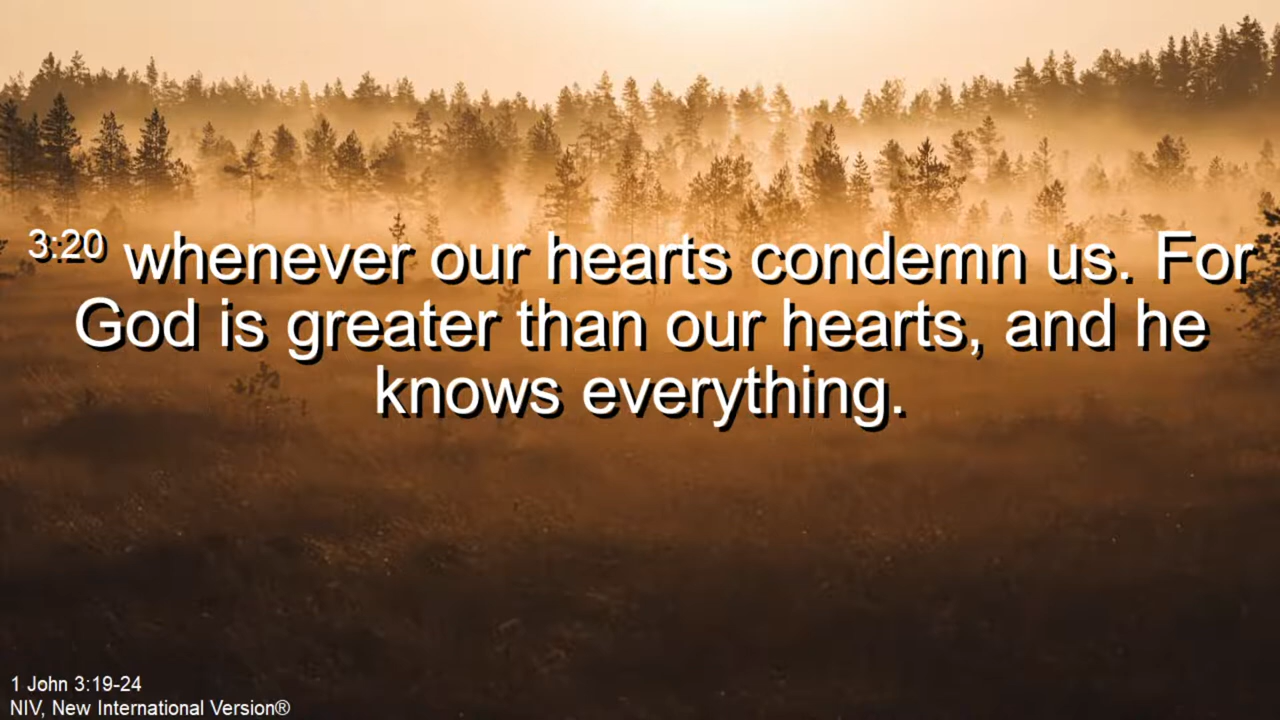 3:20 whenever our hearts condemn us. For
God is greater than our hearts, and he
knows everything.
1 John 3:19-24
NIV, New International Version®